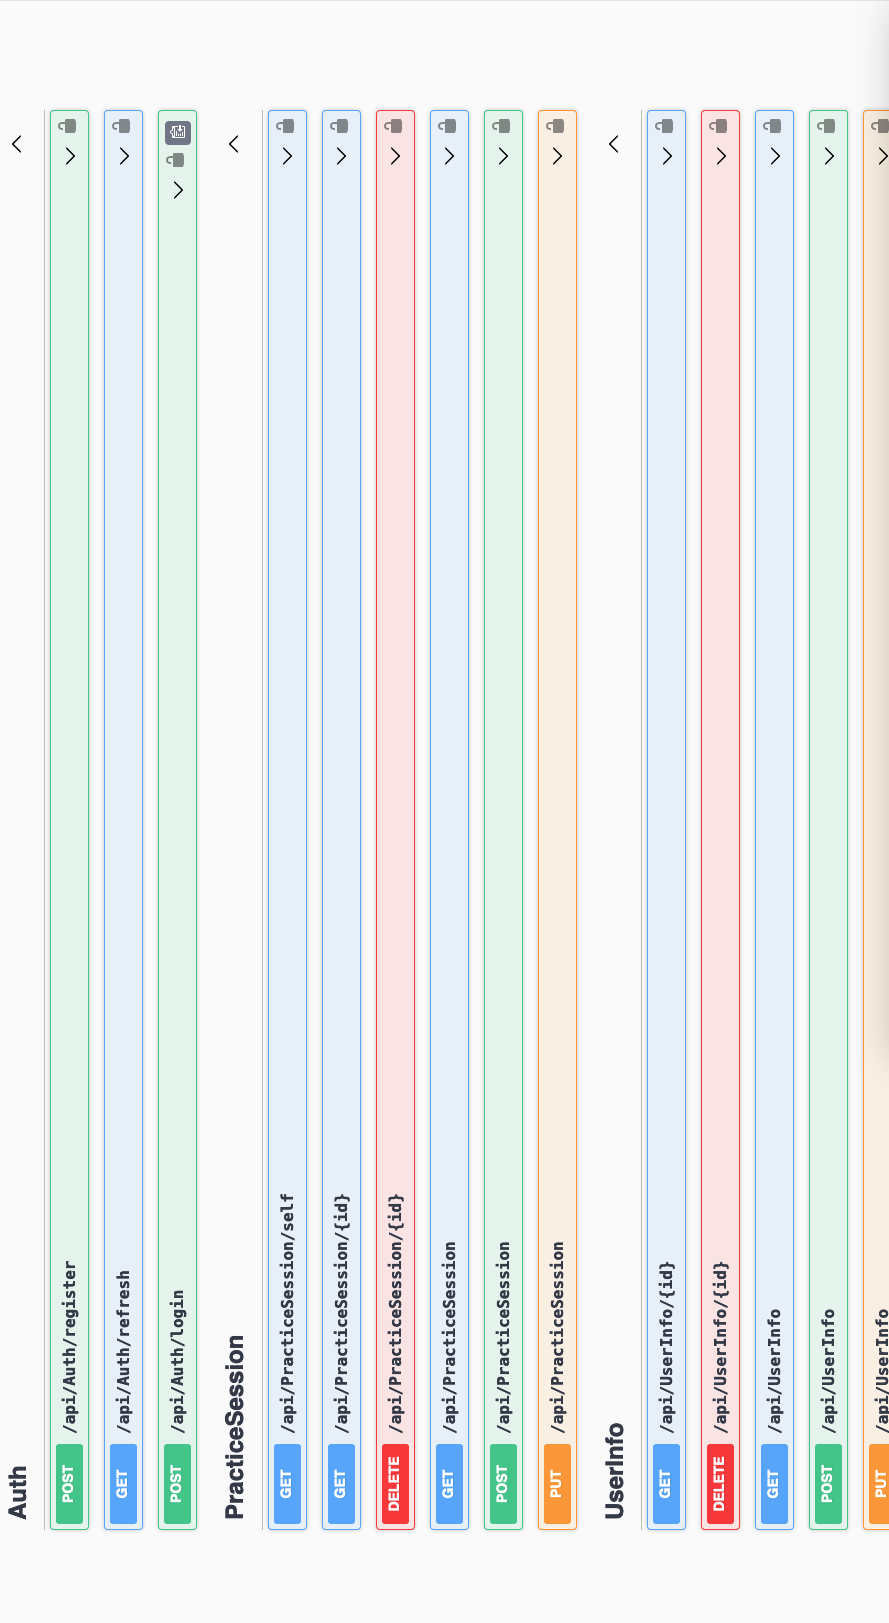 Auth
POST /api/Auth/register
GET /api/Auth/refresh
POST /api/Auth/login
PracticeSession
GET /api/PracticeSession/self
GET /api/PracticeSession/{id}
DELETE /api/PracticeSession/{id}
GET /api/PracticeSession
POST /api/PracticeSession
PUT /api/PracticeSession
UserInfo
GET /api/UserInfo/{id}
DELETE /api/UserInfo/{id}
GET /api/UserInfo
POST /api/UserInfo
PUT /api/UserInfo